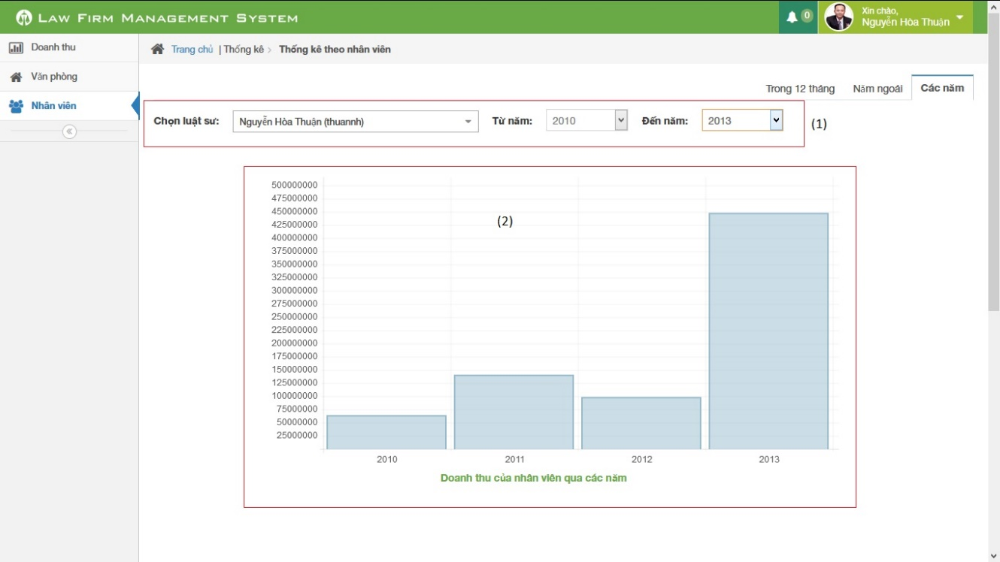 LAW FIRM MANAGEMENT SYSTEM
0
Xin chào,
Nguyễn Hòa Thuận
Doanh thu
Văn phòng
Nhân viên
Trang chủ | Thống kê > Thống kê theo nhân viên
Trong 12 tháng Năm ngoái Các năm
Chọn luật sư: Nguyễn Hòa Thuận (thuannh) Từ năm: 2010 Đến năm: 2013 (1)
(2)
500000000
475000000
450000000
425000000
400000000
375000000
350000000
325000000
300000000
275000000
250000000
225000000
200000000
175000000
150000000
125000000
100000000
75000000
50000000
25000000
2010 2011 2012 2013
Doanh thu của nhân viên qua các năm